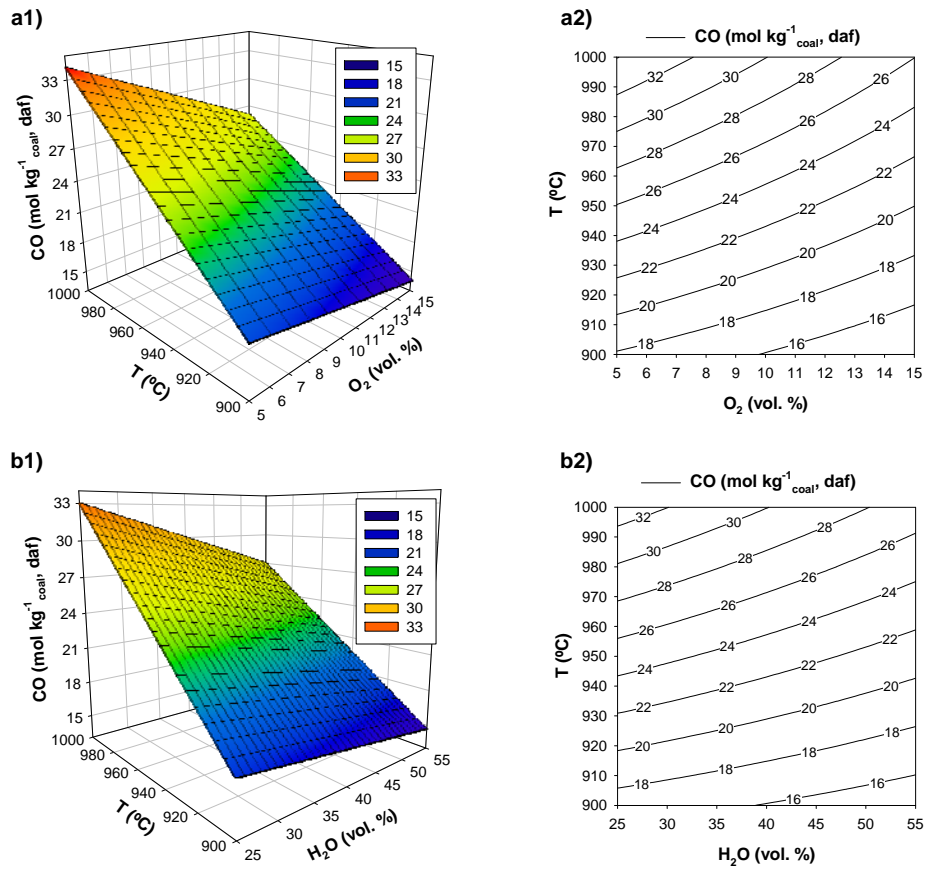 a1)
CO (mol kg⁻¹coal, daf)
33
30
27
24
21
18
15
1000
980
960
940
920
900
T (ºC)
5
6
7
8
9
10
11
12
13
14
15
O₂ (vol. %)
15
18
21
24
27
30
33
a2)
CO (mol kg⁻¹coal, daf)
T (ºC)
1000
990
980
970
960
950
940
930
920
910
900
32 30 28 26
30 28 26 24
28 26 24 22
26 24 22 20
24 22 20 18
22 20 18 16
20 18
18
5 6 7 8 9 10 11 12 13 14 15
O₂ (vol. %)
b1)
CO (mol kg⁻¹coal, daf)
33
30
27
24
21
18
15
1000
980
960
940
920
900
T (ºC)
25
30
35
40
45
50
55
H₂O (vol. %)
15
18
21
24
27
30
33
b2)
CO (mol kg⁻¹coal, daf)
T (ºC)
1000
990
980
970
960
950
940
930
920
910
900
32 30 28 26
30 28 26 24
28 26 24 22
26 24 22 20
24 22 20 18
22 20 18 16
20 18
18
25 30 35 40 45 50 55
H₂O (vol. %)